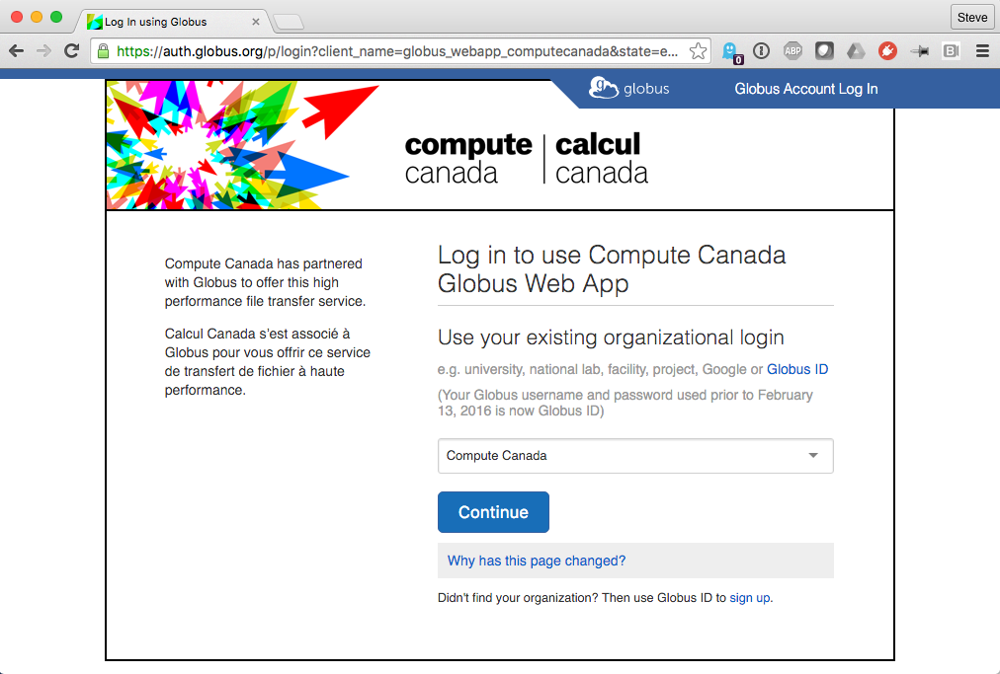 Log In using Globus
Steve
https://auth.globus.org/p/login?client_name=globus_webapp_computecanada&state=e...
0
ABP
B!
globus
Globus Account Log In
compute
canada
calcul
canada
Compute Canada has partnered
with Globus to offer this high
performance file transfer service.
Calcul Canada s'est associé à
Globus pour vous offrir ce service
de transfert de fichier à haute
performance.
Log in to use Compute Canada
Globus Web App
Use your existing organizational login
e.g. university, national lab, facility, project, Google or Globus ID
(Your Globus username and password used prior to February
13, 2016 is now Globus ID)
Compute Canada
Continue
Why has this page changed?
Didn't find your organization? Then use Globus ID to sign up.